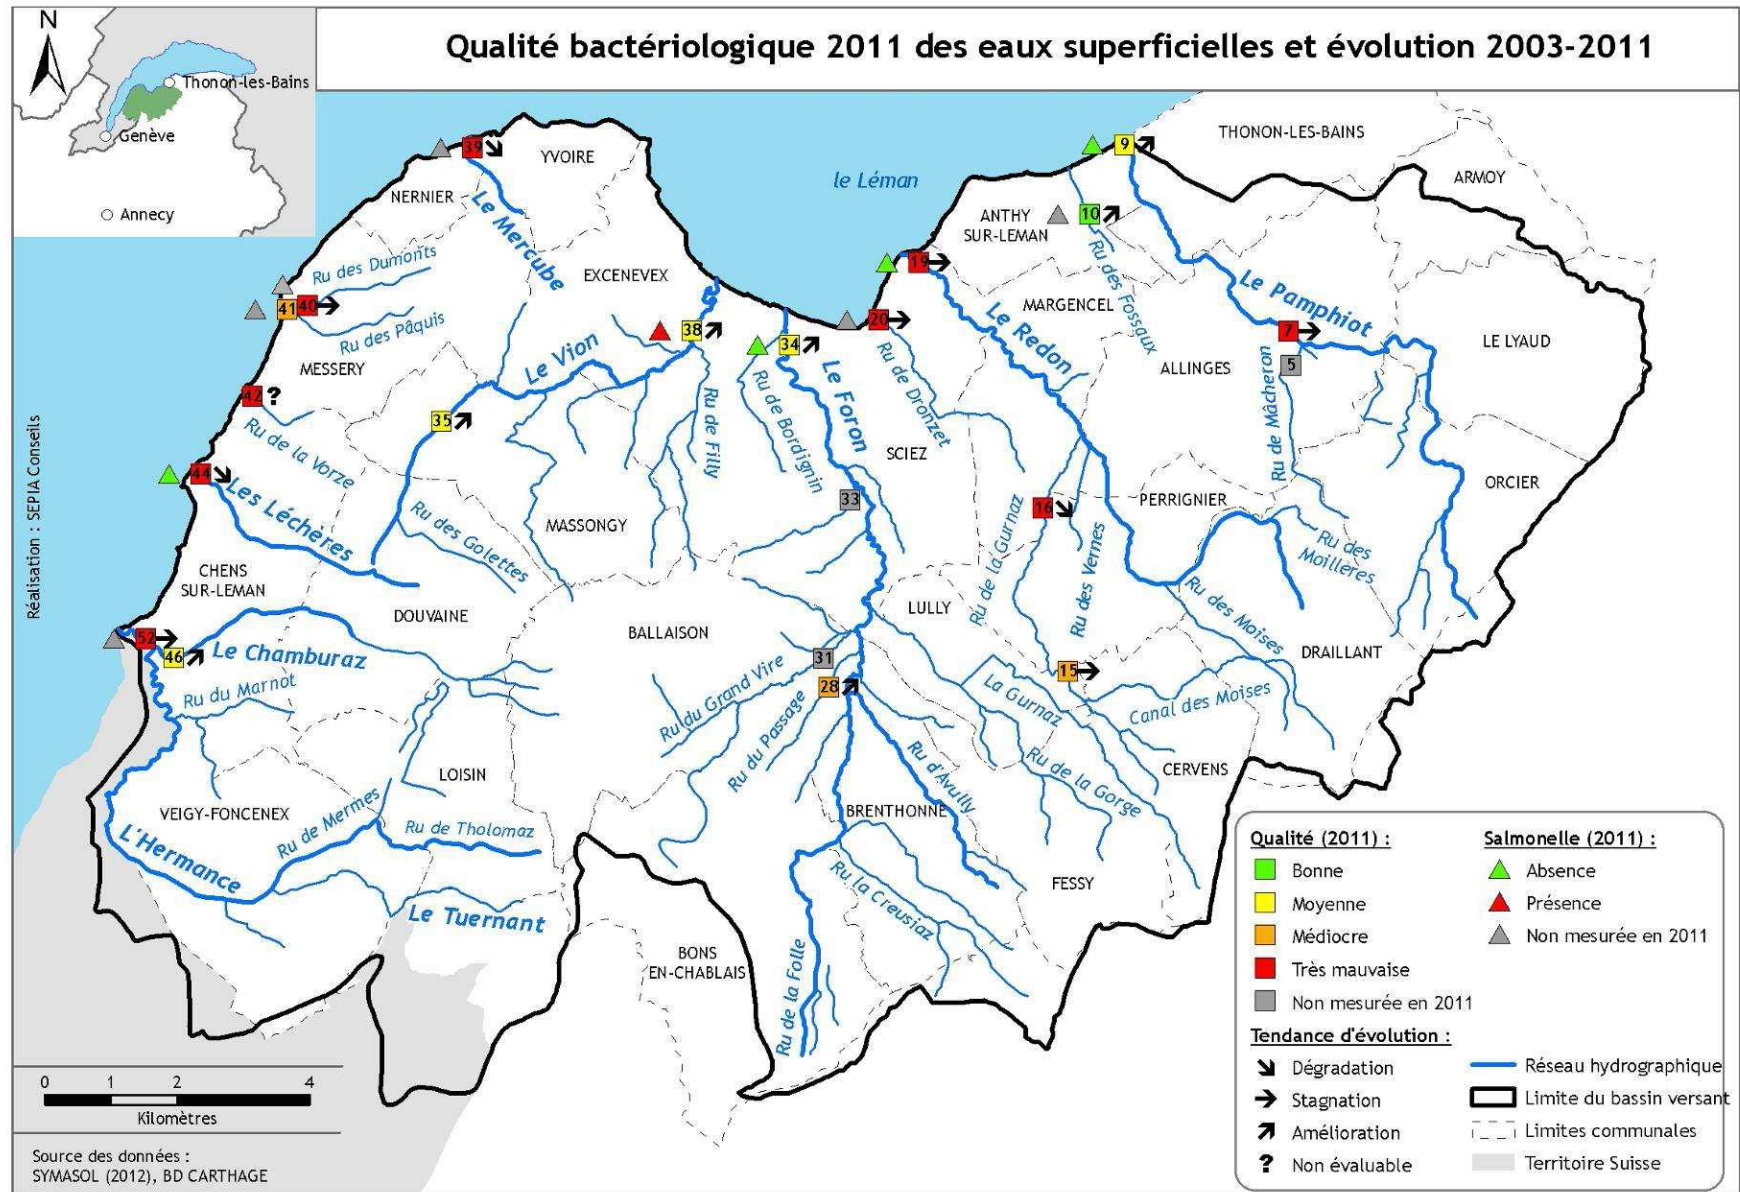 Qualité bactériologique 2011 des eaux superficielles et évolution 2003-2011
N
Thonon-les-Bains
Genève
Annecy
THONON-LES-BAINS
ARMOY
YVOIRE
NERNIER
39
Le Mercube
le Léman
9
10
ANTHY
SUR-LEMAN
Ru des Fossaux
Ru des Dumonts
EXCENEVEX
19
MARGENCEL
Le Pamphiot
41
40
Ru des Pâquis
38
34
20
Le Redon
7
LE LYAUD
5
MESSERY
Le Vion
Ru de Filly
Ru de Bordignin
Le Foron
Ru de Dronzet
ALLINGES
Ru de Mâcheron
42
Ru de la Vorze
35
SCIEZ
44
Les Léchères
Ru des Golettes
MASSONGY
33
16
Ru de la Gurnaz
Ru des Vernes
PERRIGNIER
ORCIER
Ru des
Moillères
CHENS
SUR-LEMAN
DOUVAINE
BALLAISON
LULLY
Ru des Moises
DRAILLANT
52
46
Le Chamburaz
Ru du Marnot
31
28
Ru du Grand Vire
Ru du Passage
15
La Gurnaz
Canal des Moises
LOISIN
Ru d'Avully
Ru de la Gorge
CERVENS
VEIGY-FONCENEX
Ru de Mermes
Ru de Tholomaz
BRENTHONNE
L'Hermance
Le Tuernant
Ru la Creusiaz
FESSY
BONS
EN-CHABLAIS
Ru de la Folle
?
Réalisation : SEPIA Conseils
0 1 2 4
Kilomètres
Source des données :
SYMASOL (2012), BD CARTHAGE
Qualité (2011) :
Bonne
Moyenne
Médiocre
Très mauvaise
Non mesurée en 2011
Salmonelle (2011) :
Absence
Présence
Non mesurée en 2011
Tendance d'évolution :
Dégradation
Stagnation
Amélioration
? Non évaluable
Réseau hydrographique
Limite du bassin versant
Limites communales
Territoire Suisse